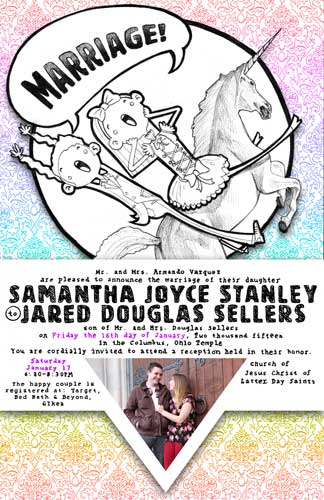 MARRIAGE!
Mr. and Mrs. Armando Vazquez
are pleased to announce the marriage of their daughter
SAMANTHA JOYCE STANLEY
to JARED DOUGLAS SELLERS
son of Mr. and Mrs. Douglas Sellers
on Friday the 16th day of January, two thousand fifteen
in the Columbus, Ohio Temple
You are cordially invited to attend a reception held in their honor.
Saturday
January 17
6:30-8:30PM
The happy couple is
registered at: Target,
Bed Bath & Beyond,
&Ikea
church of
Jesus Christ of
Latter Day Saints